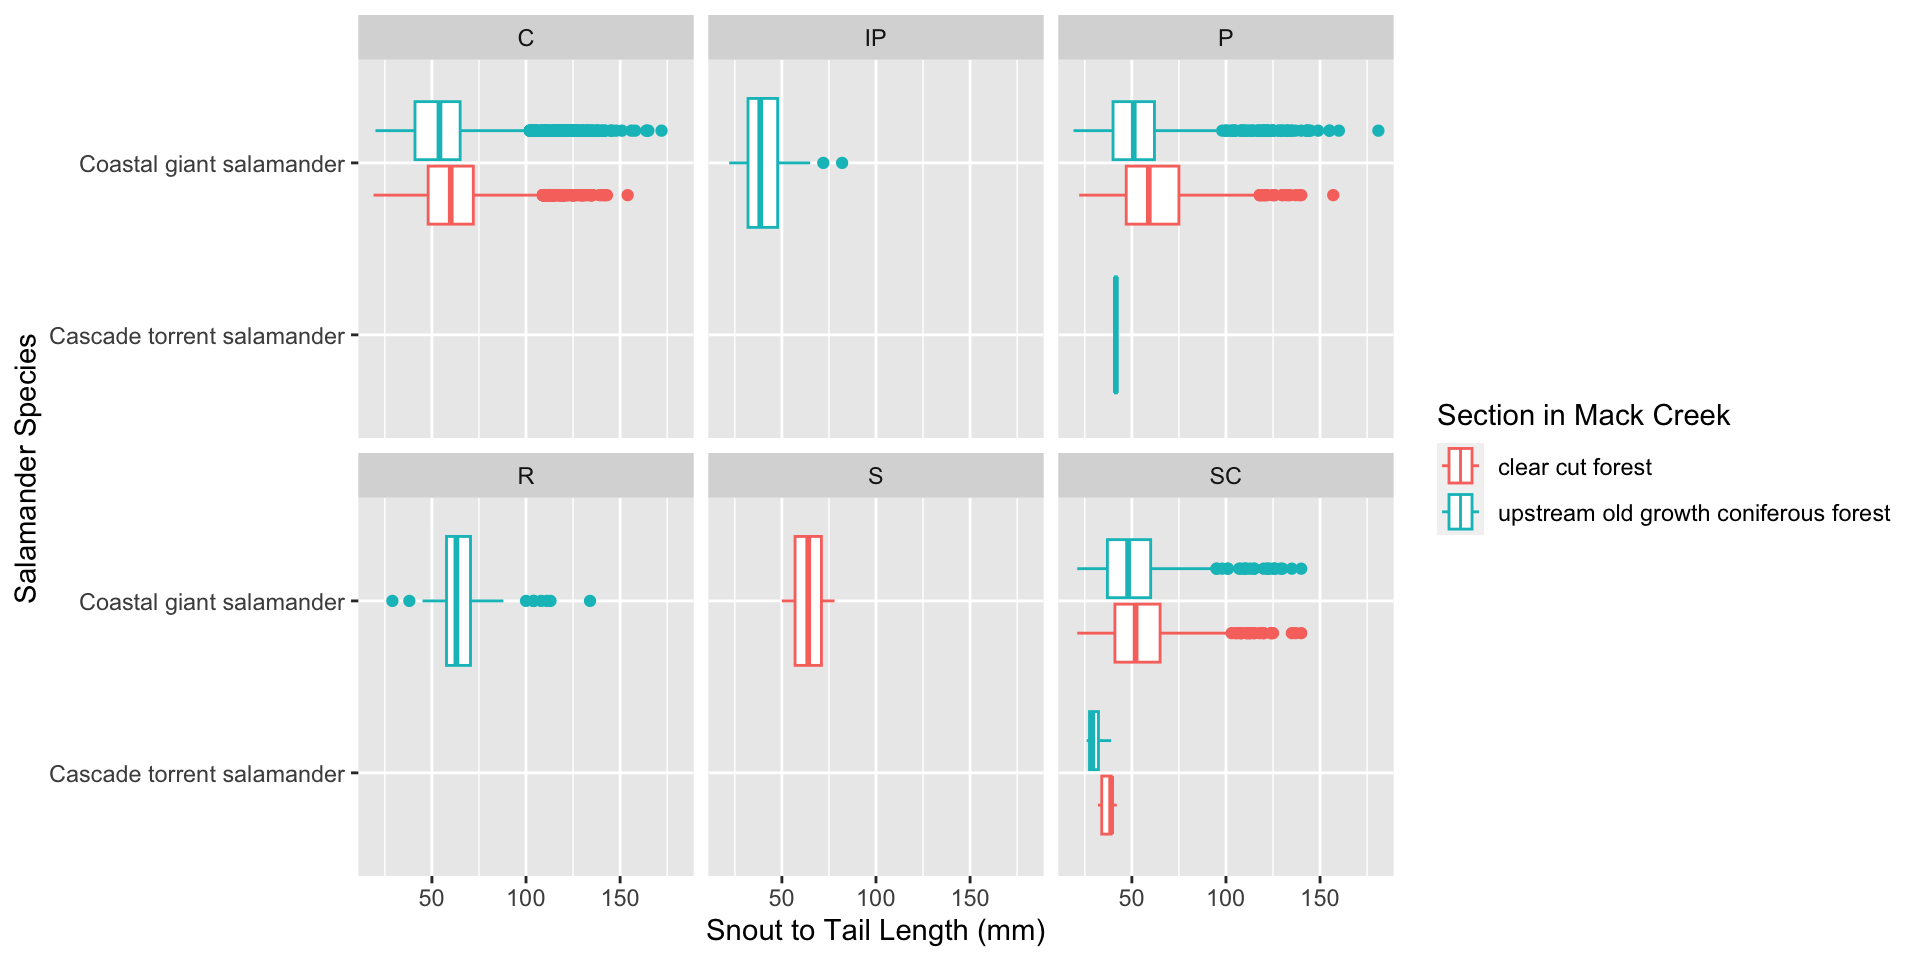 C
IP
P
Coastal giant salamander
Cascade torrent salamander
R
S
SC
Coastal giant salamander
Cascade torrent salamander
50 100 150
50 100 150
50 100 150
Snout to Tail Length (mm)
Salamander Species
Section in Mack Creek
clear cut forest
upstream old growth coniferous forest